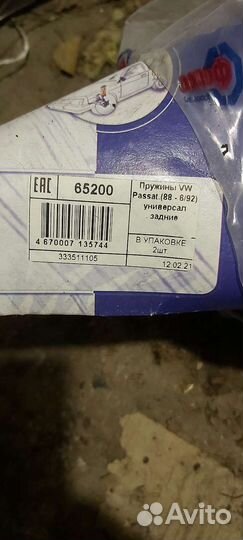 EAC
65200
Пружины VW
Passat (88 - 6/92)
универсал
задние
4 670007 135744
333511105
В УПАКОВКЕ
2шт
12.02.21
Avito